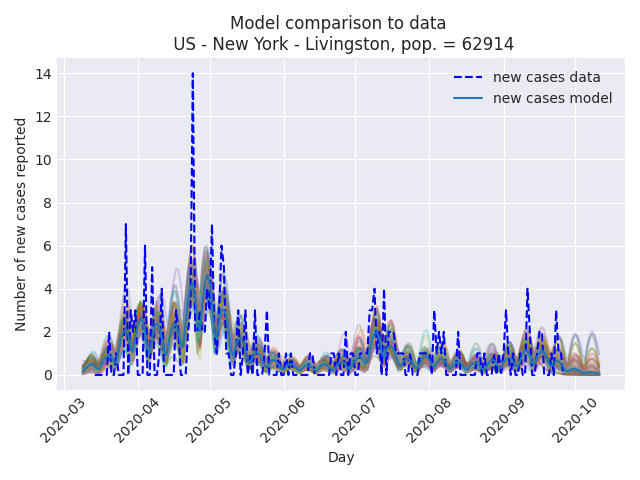 Model comparison to data
US - New York - Livingston, pop. = 62914
new cases data
new cases model
Number of new cases reported
14
12
10
8
6
4
2
0
2020-03
2020-04
2020-05
2020-06
2020-07
2020-08
2020-09
2020-10
Day